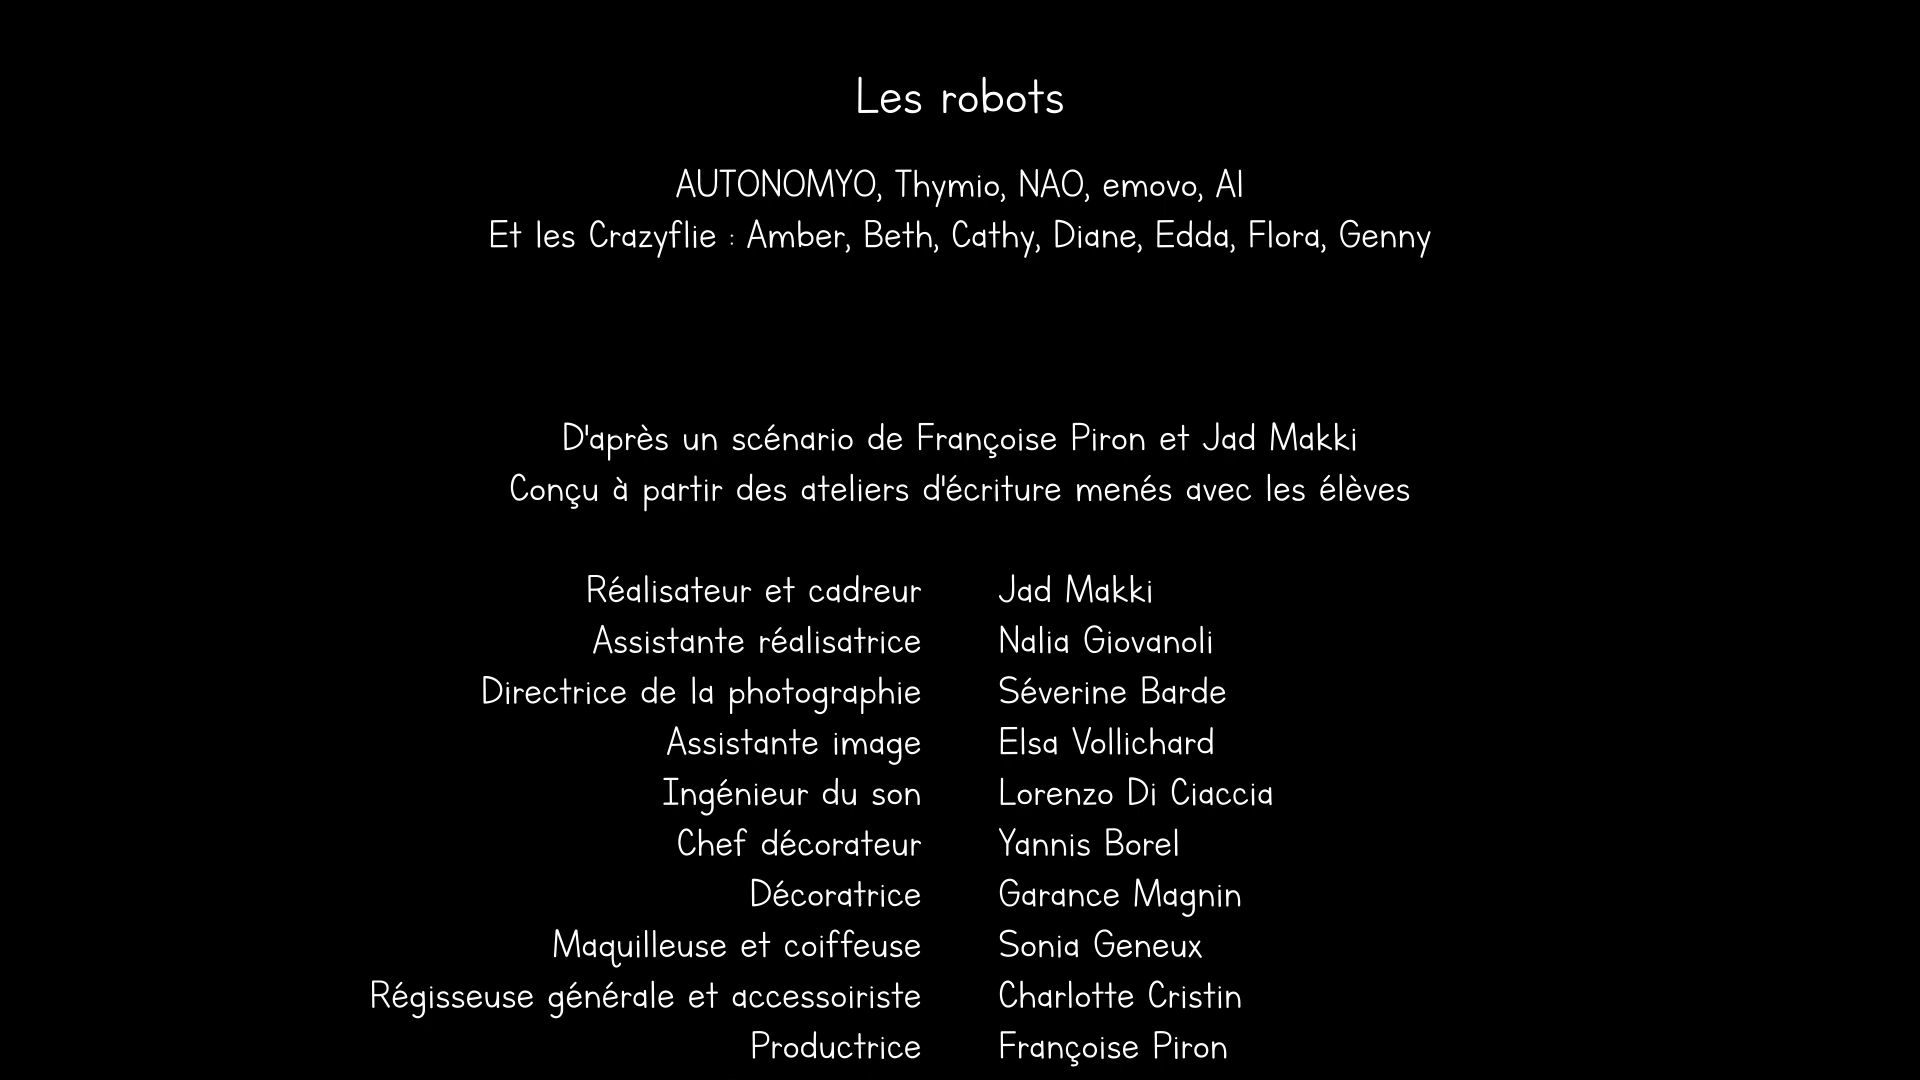 Les robots
AUTONOMYO, Thymio, NAO, emovo, AI
Et les Crazyflie : Amber, Beth, Cathy, Diane, Edda, Flora, Genny
D'après un scénario de Françoise Piron et Jad Makki
Conçu à partir des ateliers d'écriture menés avec les élèves
Réalisateur et cadreur Jad Makki
Assistante réalisatrice Nalia Giovanoli
Directrice de la photographie Séverine Barde
Assistante image Elsa Vollichard
Ingénieur du son Lorenzo Di Ciaccia
Chef décorateur Yannis Borel
Décoratrice Garance Magnin
Maquilleuse et coiffeuse Sonia Geneux
Régisseuse générale et accessoiriste Charlotte Cristin
Productrice Françoise Piron